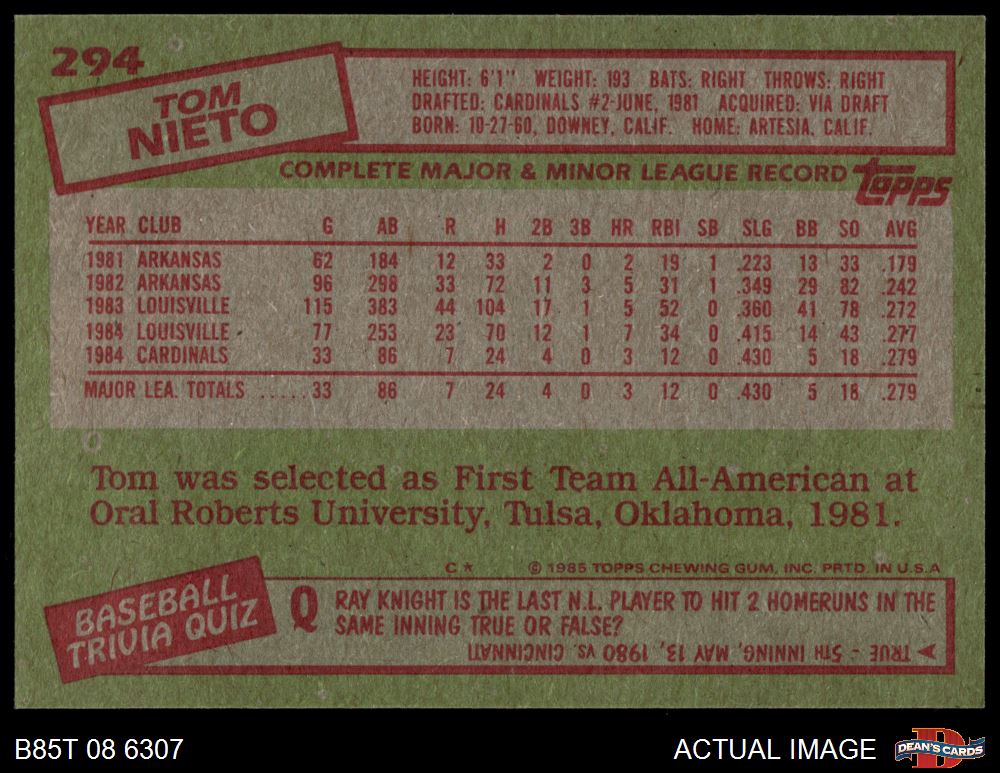 294
TOM
NIETO
HEIGHT: 6'1" WEIGHT: 193 BATS: RIGHT THROWS: RIGHT
DRAFTED: CARDINALS #2-JUNE, 1981 ACQUIRED: VIA DRAFT
BORN: 10-27-60, DOWNEY, CALIF. HOME: ARTESIA, CALIF.
COMPLETE MAJOR & MINOR LEAGUE RECORD topps
YEAR CLUB G AB R H 2B 3B HR RBI SB SLG BB SO AVG
1981 ARKANSAS 62 184 12 33 2 0 2 19 1 .223 13 33 .179
1982 ARKANSAS 96 298 33 72 11 3 5 31 1 .349 29 82 .242
1983 LOUISVILLE 115 383 44 104 17 1 5 52 0 .360 41 78 .272
1984 LOUISVILLE 77 253 23 70 12 1 7 34 0 .415 14 43 .277
1984 CARDINALS 33 86 7 24 4 0 3 12 0 .430 5 18 .279
MAJOR LEA. TOTALS .....33 86 7 24 4 0 3 12 0 .430 5 18 .279
Tom was selected as First Team All-American at
Oral Roberts University, Tulsa, Oklahoma, 1981.
C* © 1985 TOPPS CHEWING GUM, INC. PRTD. IN U.S.A
BASEBALL
TRIVIA QUIZ
Q RAY KNIGHT IS THE LAST N.L. PLAYER TO HIT 2 HOMERUNS IN THE
SAME INNING TRUE OR FALSE?
TRUE - 5TH INNING, MAY 13, 1980 VS. CINCINNATI
B85T 08 6307
ACTUAL IMAGE
D
DEAN'S CARDS